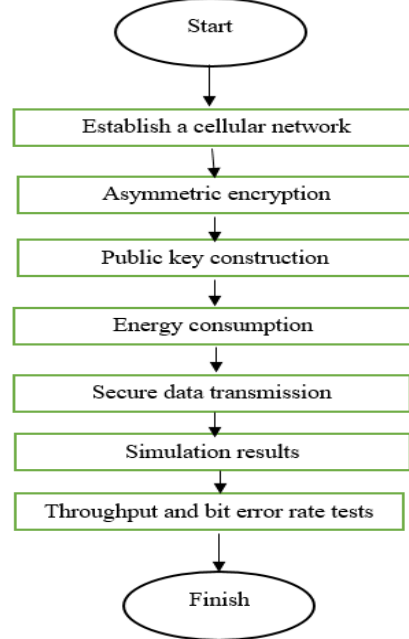 Start
Establish a cellular network
Asymmetric encryption
Public key construction
Energy consumption
Secure data transmission
Simulation results
Throughput and bit error rate tests
Finish